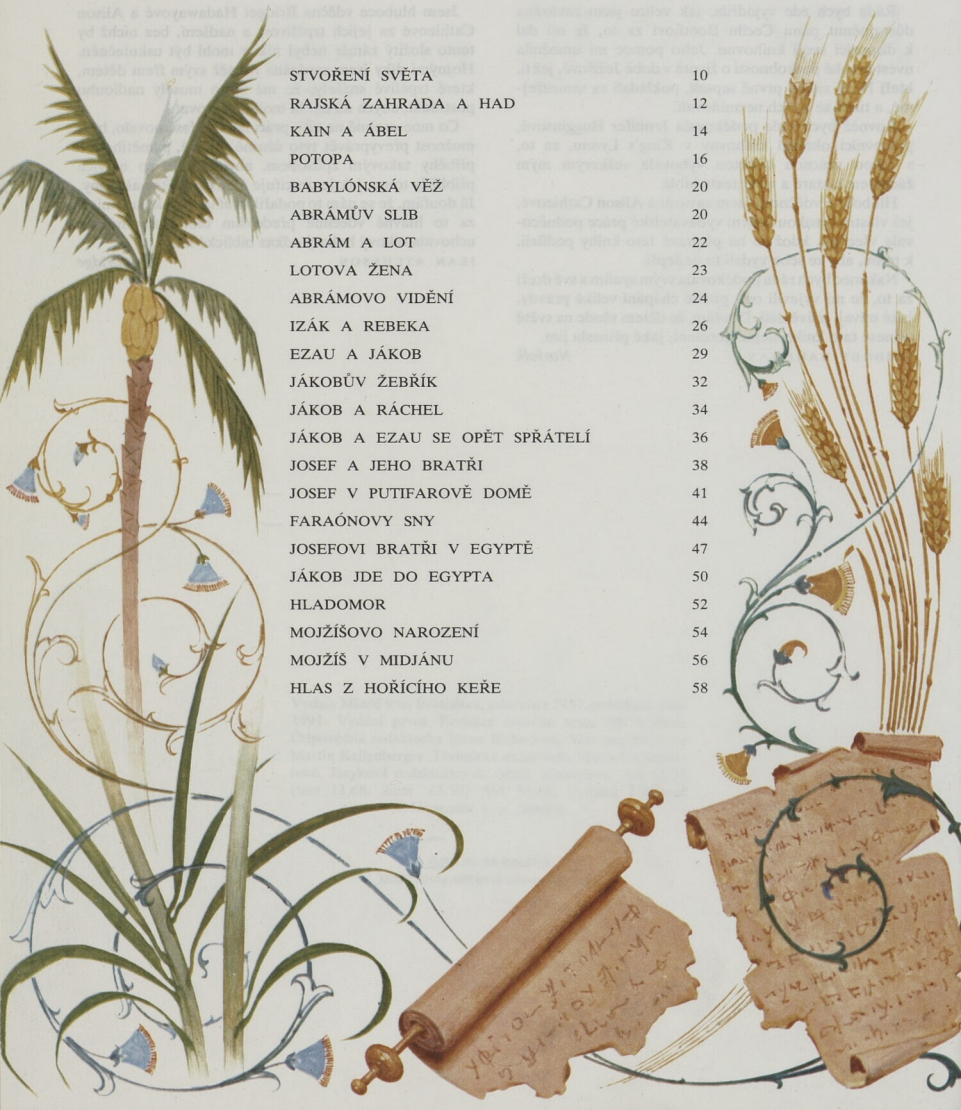 STVOŘENÍ SVĚTA 10
RAJSKÁ ZAHRADA A HAD 12
KAIN A ÁBEL 14
POTOPA 16
BABYLÓNSKÁ VĚŽ 20
ABRÁMŮV SLIB 20
ABRÁM A LOT 22
LOTOVA ŽENA 23
ABRÁMOVO VIDĚNÍ 24
IZÁK A REBEKA 26
EZAU A JÁKOB 29
JÁKOBŮV ŽEBŘÍK 32
JÁKOB A RÁCHEL 34
JÁKOB A EZAU SE OPĚT SPŘÁTELÍ 36
JOSEF A JEHO BRATŘI 38
JOSEF V PUTIFAROVĚ DOMĚ 41
FARAÓNOVY SNY 44
JOSEFOVI BRATŘI V EGYPTĚ 47
JÁKOB JDE DO EGYPTA 50
HLADOMOR 52
MOJŽÍŠOVO NAROZENÍ 54
MOJŽÍŠ V MIDJÁNU 56
HLAS Z HOŘÍCÍHO KEŘE 58